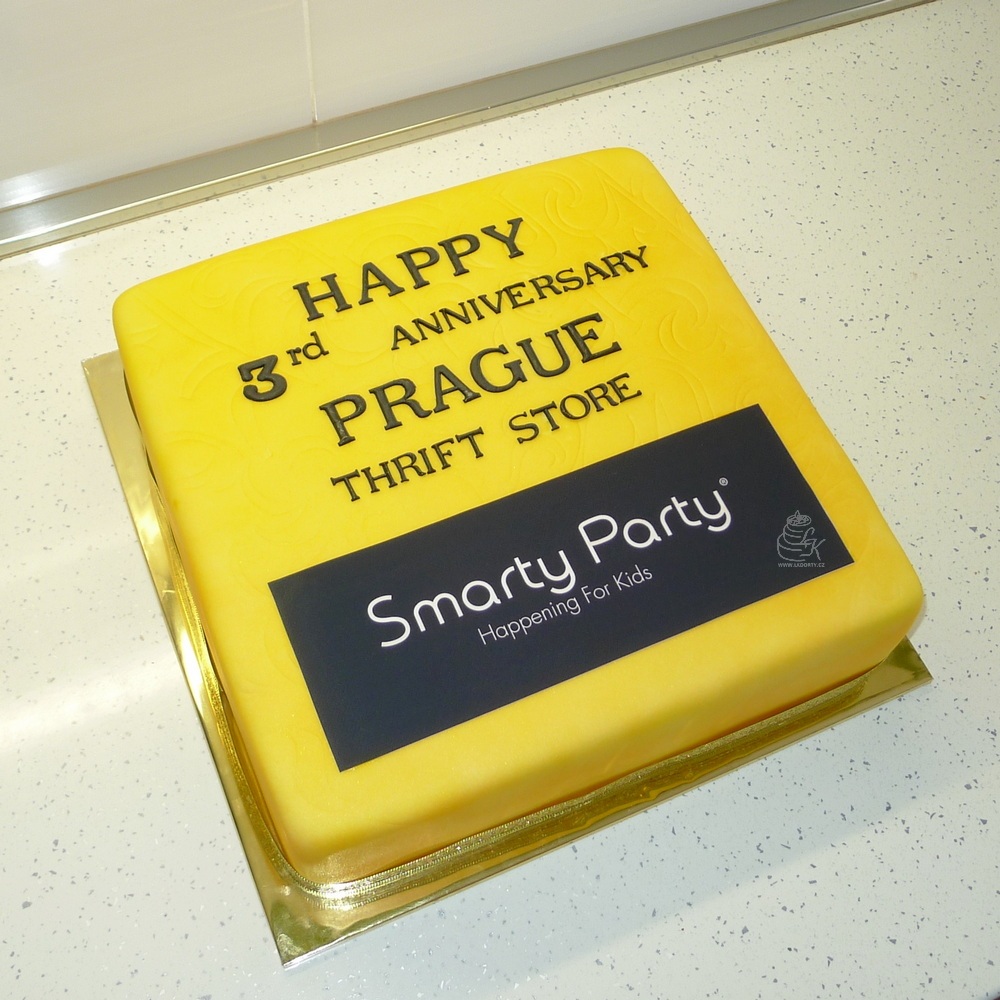 HAPPY
3rd ANNIVERSARY
PRAGUE
THRIFT STORE
Smarty Party®
Happening For Kids